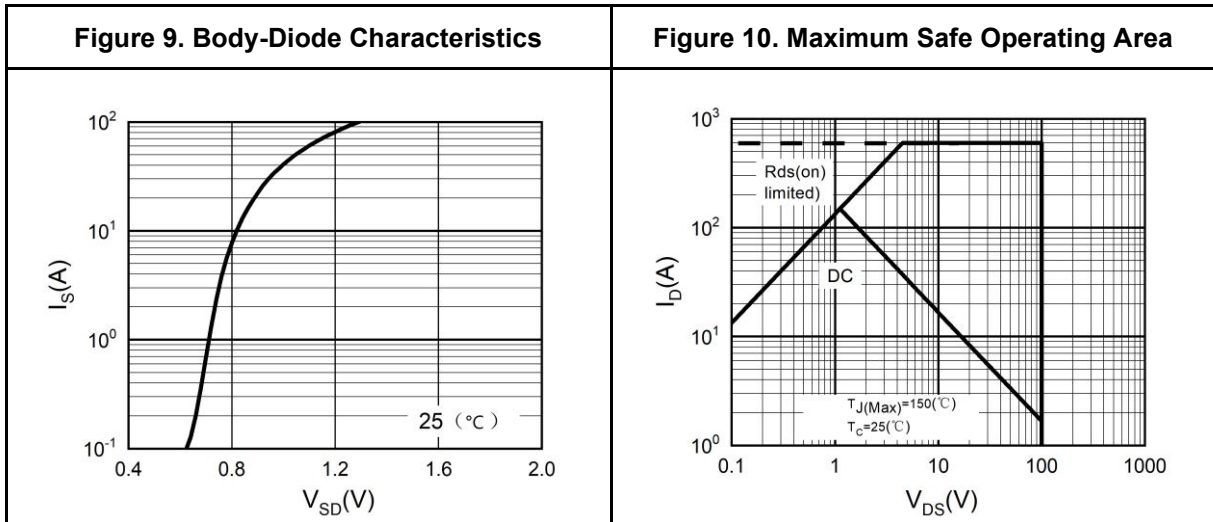 Figure 9. Body-Diode Characteristics
Figure 10. Maximum Safe Operating Area
I_S(A)
10²
10¹
10⁰
10⁻¹
25（℃）
0.4 0.8 1.2 1.6 2.0
V_SD(V)
I_D(A)
10³
10²
10¹
10⁰
Rds(on)
limited)
DC
T_J(Max)=150(℃)
T_C=25(℃)
0.1 1 10 100 1000
V_DS(V)